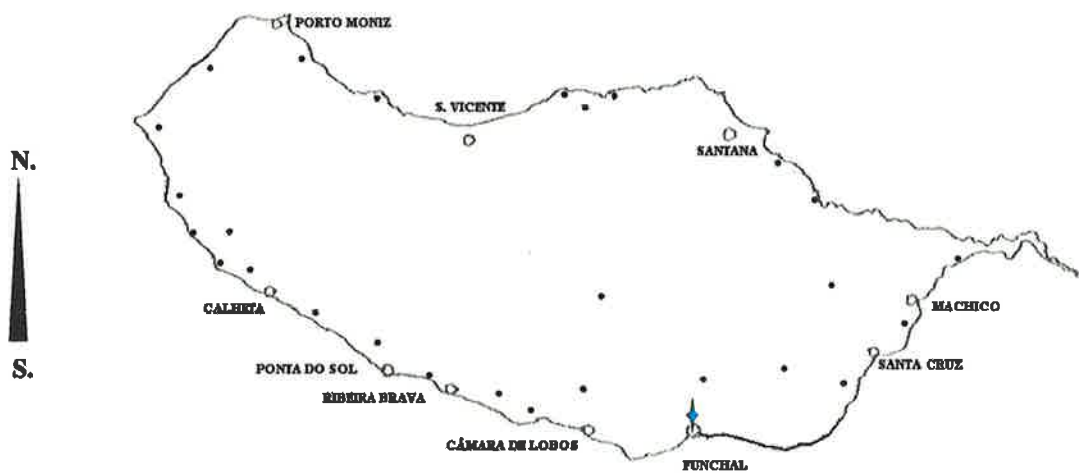 PORTO MONIZ
S. VICENTE
SANTANA
N.
CALHETA
MACHICO
S.
PONTA DO SOL
SANTA CRUZ
RIBEIRA BRAVA
CÂMARA DE LOBOS
FUNCHAL